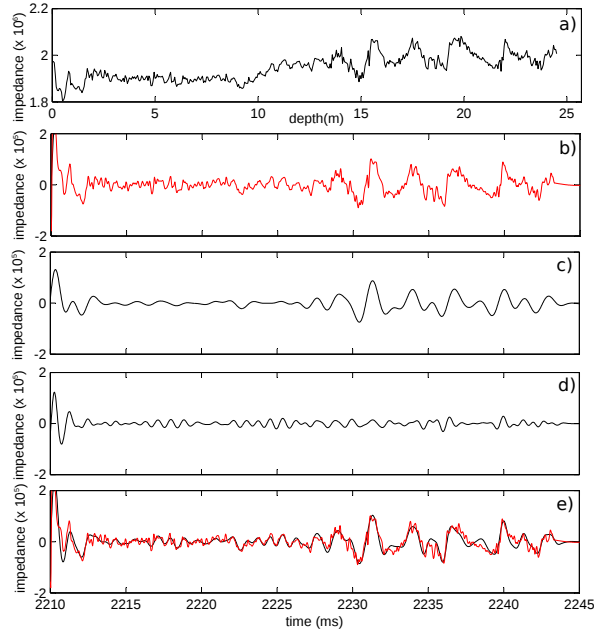 impedance (x 10⁶)
2.2
2
1.8
a)
0 5 10 15 20 25
depth(m)
impedance (x 10⁵)
2
0
-2
b)
impedance (x 10⁵)
2
0
-2
c)
impedance (x 10⁵)
2
0
-2
d)
impedance (x 10⁵)
2
0
-2
e)
2210 2215 2220 2225 2230 2235 2240 2245
time (ms)